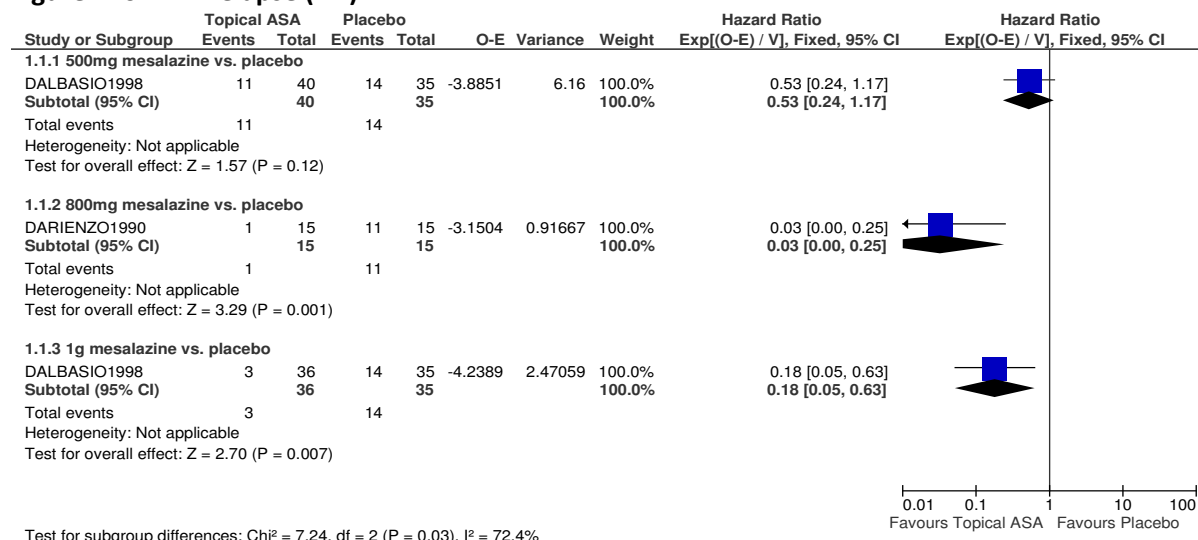 Topical ASA Placebo Hazard Ratio Hazard Ratio
Study or Subgroup Events Total Events Total O-E Variance Weight Exp[(O-E) / V], Fixed, 95% CI Exp[(O-E) / V], Fixed, 95% CI
1.1.1 500mg mesalazine vs. placebo
DALBASIO1998 11 40 14 35 -3.8851 6.16 100.0% 0.53 [0.24, 1.17]
Subtotal (95% CI) 40 35 100.0% 0.53 [0.24, 1.17]
Total events 11 14
Heterogeneity: Not applicable
Test for overall effect: Z = 1.57 (P = 0.12)
1.1.2 800mg mesalazine vs. placebo
DARIENZO1990 1 15 11 15 -3.1504 0.91667 100.0% 0.03 [0.00, 0.25]
Subtotal (95% CI) 15 15 100.0% 0.03 [0.00, 0.25]
Total events 1 11
Heterogeneity: Not applicable
Test for overall effect: Z = 3.29 (P = 0.001)
1.1.3 1g mesalazine vs. placebo
DALBASIO1998 3 36 14 35 -4.2389 2.47059 100.0% 0.18 [0.05, 0.63]
Subtotal (95% CI) 36 35 100.0% 0.18 [0.05, 0.63]
Total events 3 14
Heterogeneity: Not applicable
Test for overall effect: Z = 2.70 (P = 0.007)
0.01 0.1 1 10 100
Favours Topical ASA Favours Placebo
Test for subgroup differences: Chi² = 7.24, df = 2 (P = 0.03), I² = 72.4%